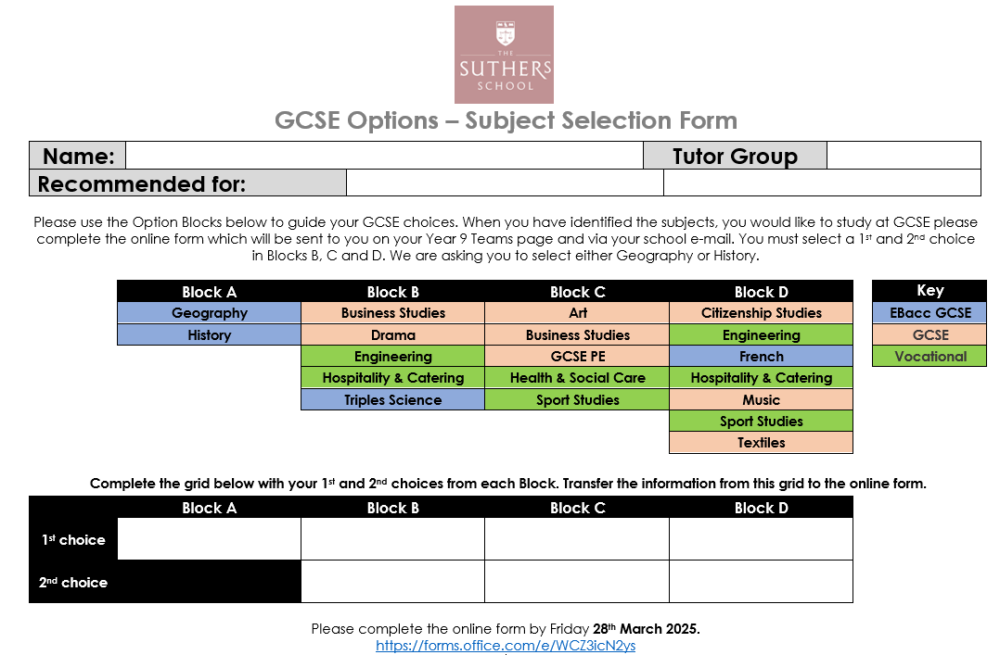 THE
SUTHERS
SCHOOL
GCSE Options – Subject Selection Form
Name: Tutor Group
Recommended for:
Please use the Option Blocks below to guide your GCSE choices. When you have identified the subjects, you would like to study at GCSE please
complete the online form which will be sent to you on your Year 9 Teams page and via your school e-mail. You must select a 1st and 2nd choice
in Blocks B, C and D. We are asking you to select either Geography or History.
Block A Block B Block C Block D Key
Geography Business Studies Art Citizenship Studies EBacc GCSE
History Drama Business Studies Engineering GCSE
Engineering GCSE PE French Vocational
Hospitality & Catering Health & Social Care Hospitality & Catering
Triples Science Sport Studies Music
Sport Studies
Textiles
Complete the grid below with your 1st and 2nd choices from each Block. Transfer the information from this grid to the online form.
Block A Block B Block C Block D
1st choice
2nd choice
Please complete the online form by Friday 28th March 2025.
https://forms.office.com/e/WCZ3icN2ys